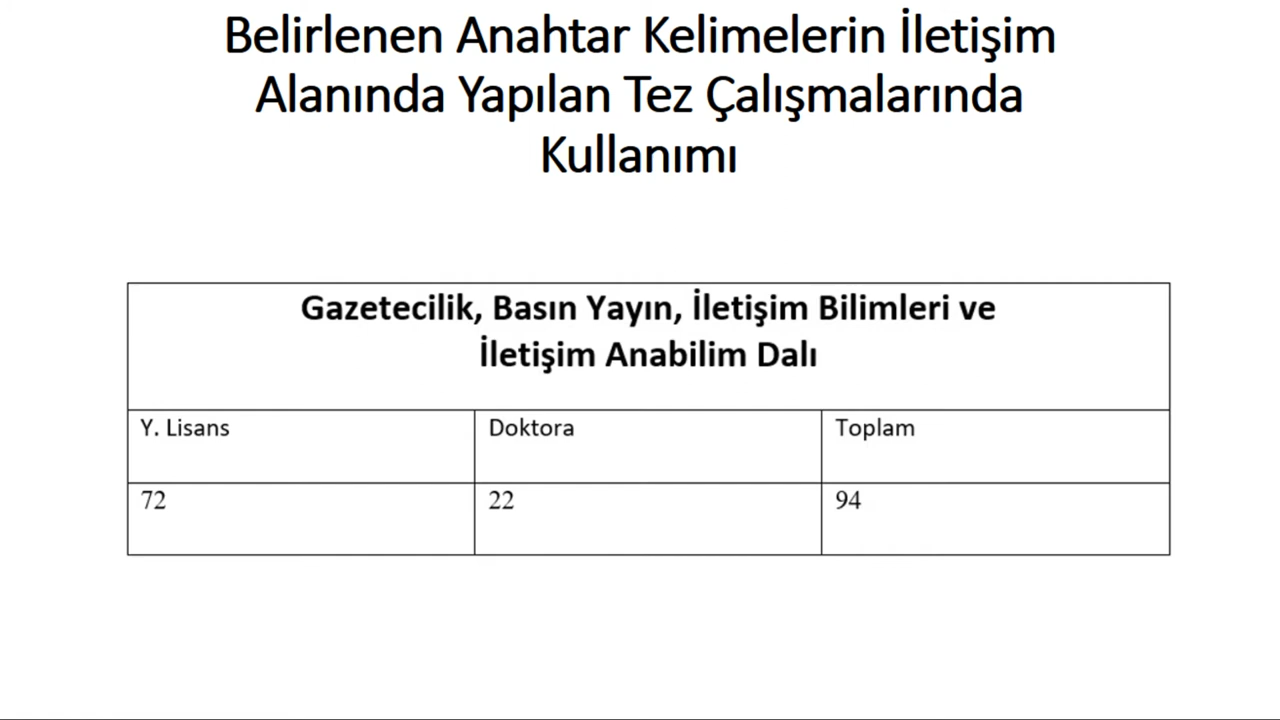 Belirlenen Anahtar Kelimelerin İletişim
Alanında Yapılan Tez Çalışmalarında
Kullanımı
Gazetecilik, Basın Yayın, İletişim Bilimleri ve
İletişim Anabilim Dalı
Y. Lisans Doktora Toplam
72 22 94